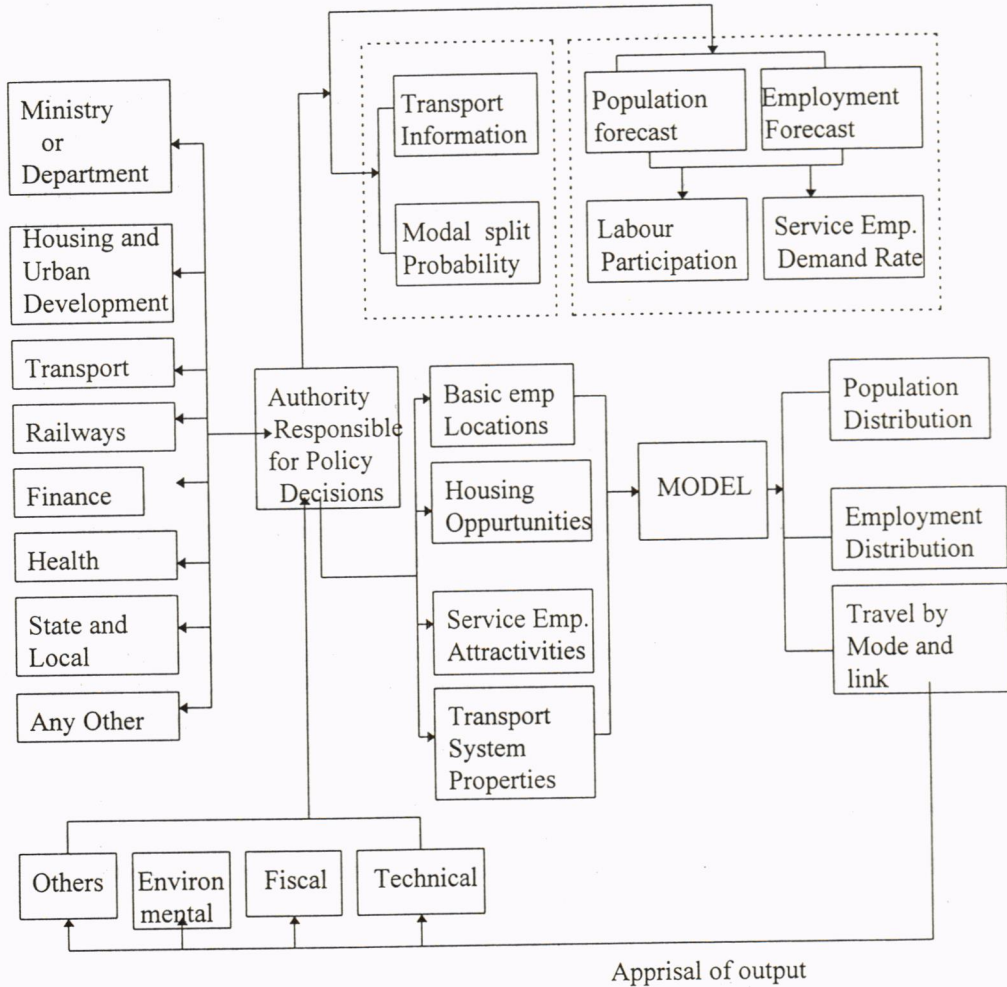 Ministry
or
Department
Housing and
Urban
Development
Transport
Railways
Finance
Health
State and
Local
Any Other
Transport
Information
Modal split
Probability
Population
forecast
Employment
Forecast
Labour
Participation
Service Emp.
Demand Rate
Authority
Responsible
for Policy
Decisions
Basic emp
Locations
Housing
Oppurtunities
Service Emp.
Attractivities
Transport
System
Properties
MODEL
Population
Distribution
Employment
Distribution
Travel by
Mode and
link
Others
Environ
mental
Fiscal
Technical
Apprisal of output